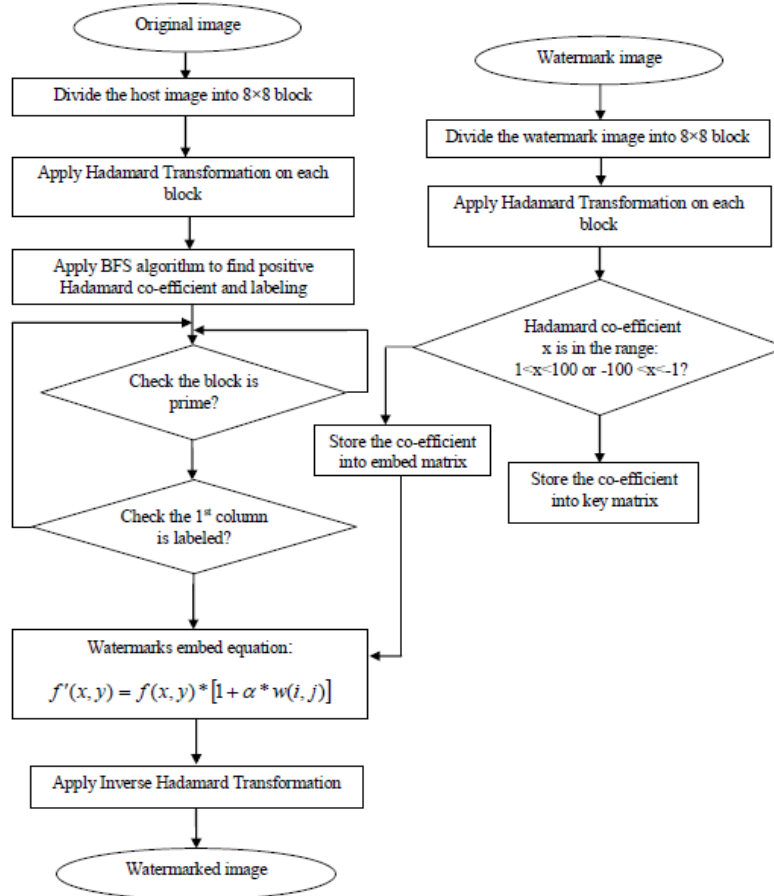 Original image
Divide the host image into 8×8 block
Apply Hadamard Transformation on each
block
Apply BFS algorithm to find positive
Hadamard co-efficient and labeling
Check the block is
prime?
Check the 1st column
is labeled?
Watermarks embed equation:
f'(x, y) = f(x, y) * [1 + α * w(i, j)]
Apply Inverse Hadamard Transformation
Watermarked image
Watermark image
Divide the watermark image into 8×8 block
Apply Hadamard Transformation on each
block
Hadamard co-efficient
x is in the range:
1<x<100 or -100 <x<-1?
Store the co-efficient
into embed matrix
Store the co-efficient
into key matrix